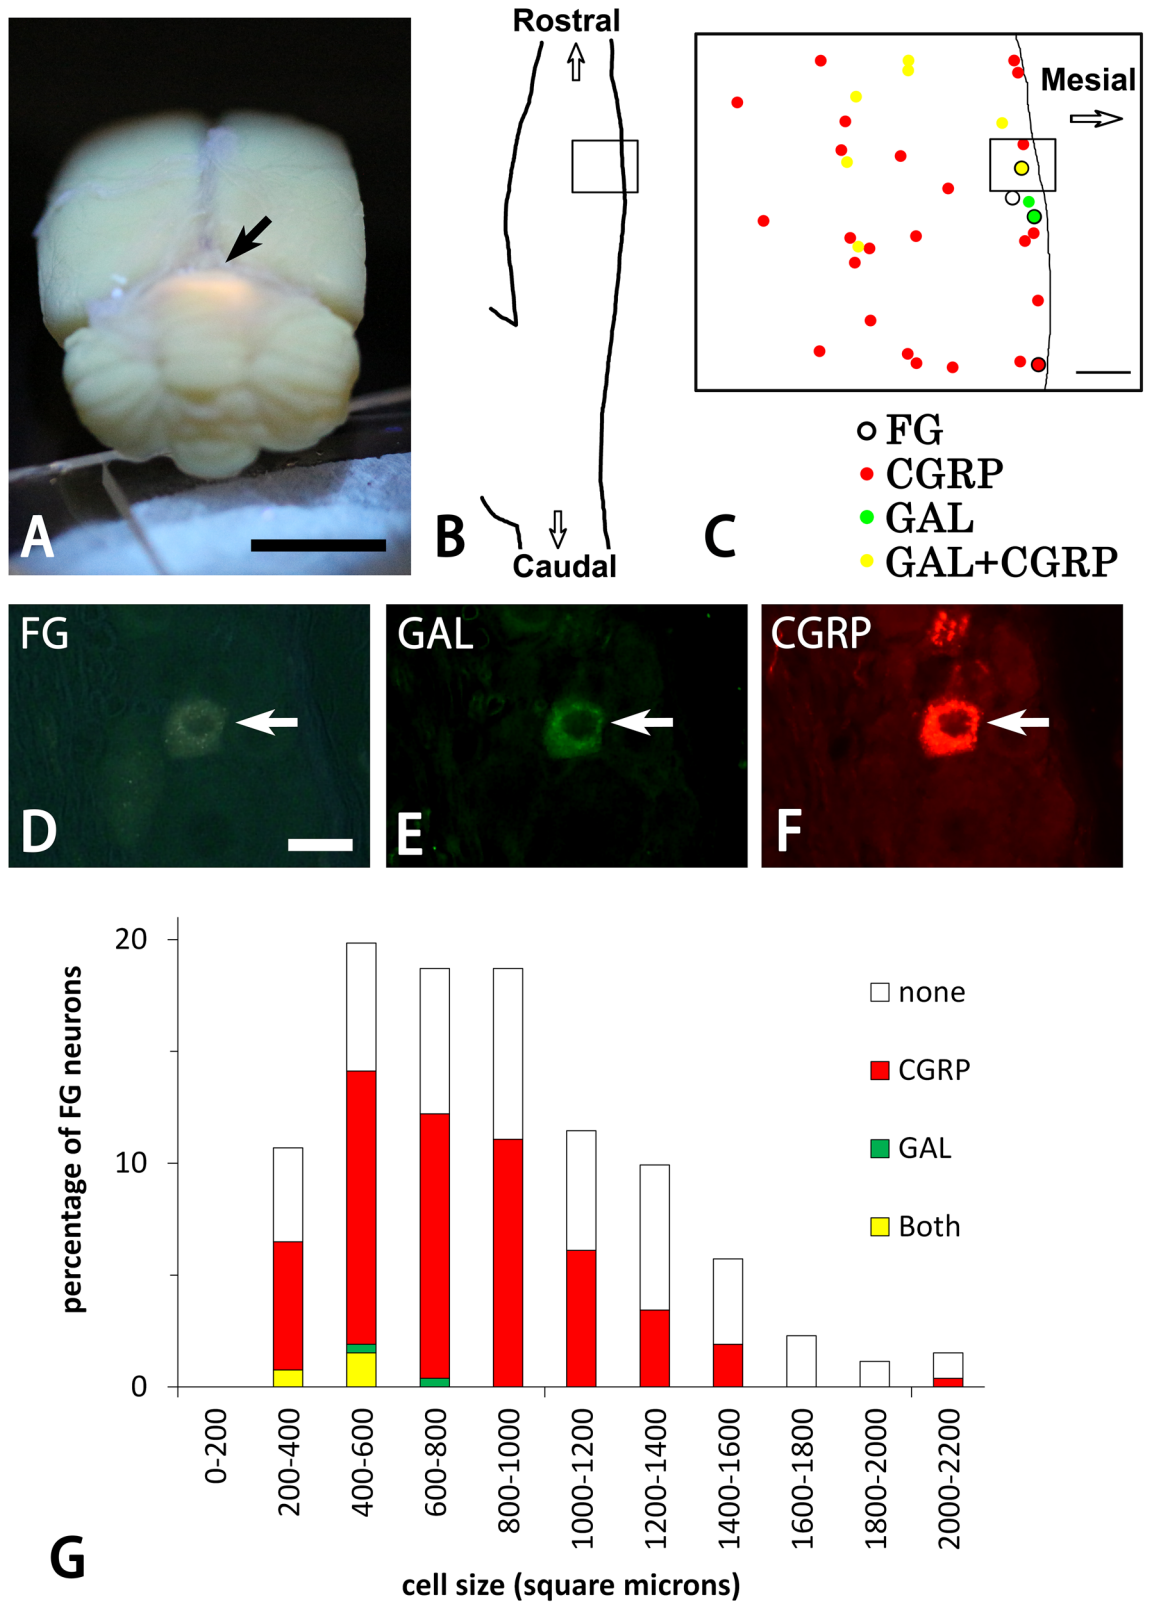 A
Rostral
B
Caudal
Mesial
C
FG
CGRP
GAL
GAL+CGRP
FG
D
GAL
E
CGRP
F
percentage of FG neurons
20
10
0
none
CGRP
GAL
Both
0-200
200-400
400-600
600-800
800-1000
1000-1200
1200-1400
1400-1600
1600-1800
1800-2000
2000-2200
G
cell size (square microns)